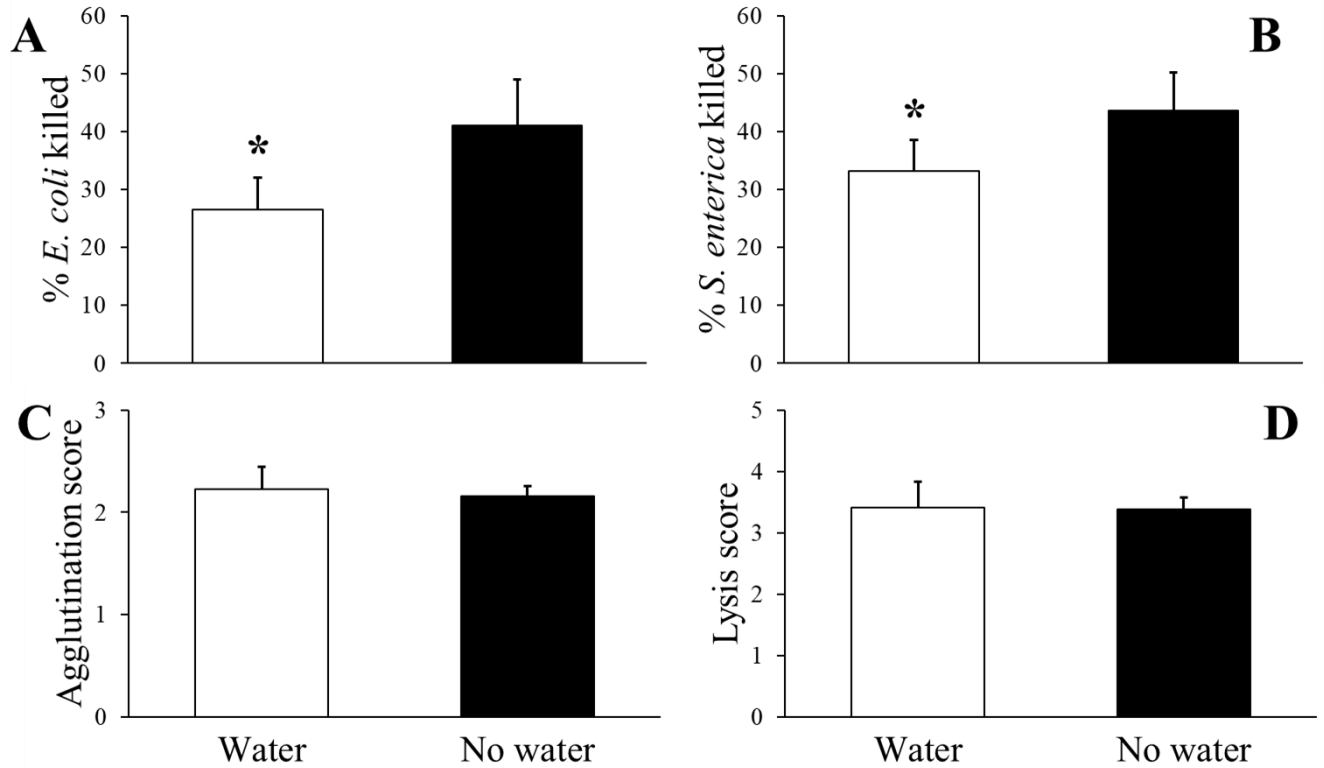 A
% E. coli killed
60
50
40
30
20
10
0
*
B
% S. enterica killed
60
50
40
30
20
10
0
*
C
Agglutination score
3
2
1
0
Water
No water
D
Lysis score
5
4
3
2
1
0
Water
No water